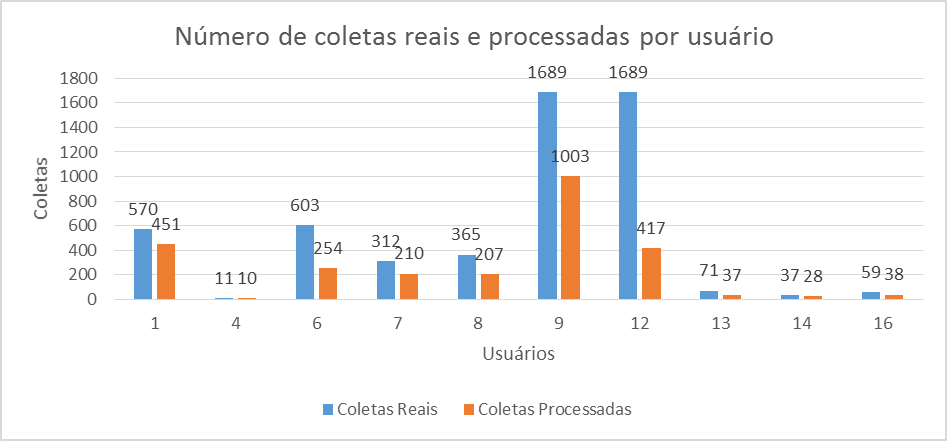 Número de coletas reais e processadas por usuário
1689 1689
1800
1600
1400
1200
1003
1000
800
570 603
600
451 365 417
400
312
254 210 207
200
11 10 71 37 37 28 59 38
0
Coletas
1 4 6 7 8 9 12 13 14 16
Usuários
Coletas Reais Coletas Processadas